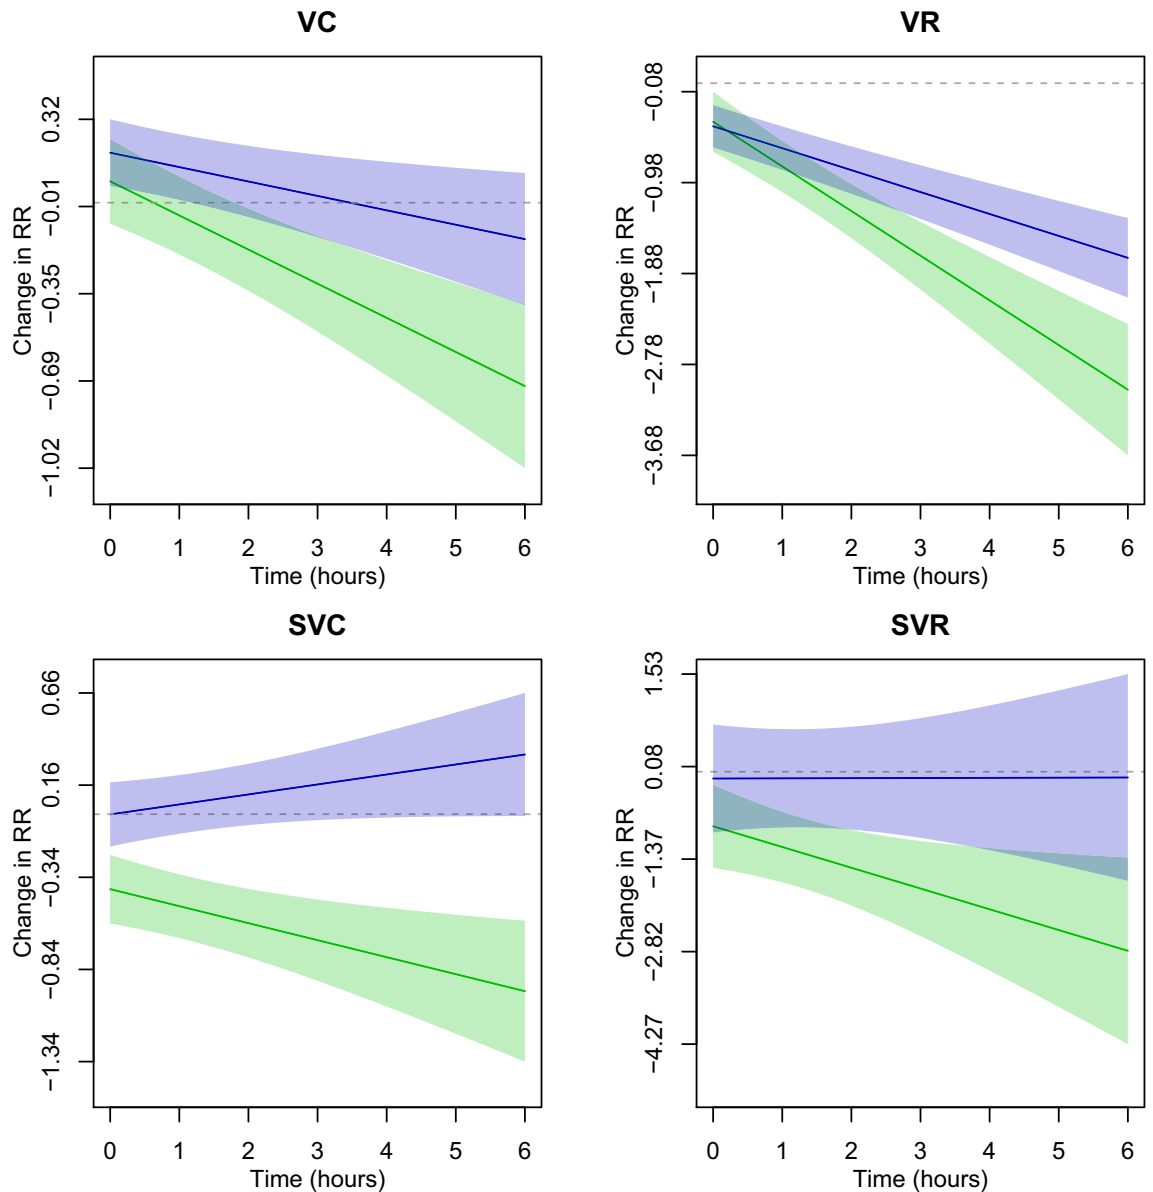 VC
Change in RR
0.32
−0.01
−0.35
−0.69
−1.02
0 1 2 3 4 5 6
Time (hours)
VR
Change in RR
−0.08
−0.98
−1.88
−2.78
−3.68
0 1 2 3 4 5 6
Time (hours)
SVC
Change in RR
0.66
0.16
−0.34
−0.84
−1.34
0 1 2 3 4 5 6
Time (hours)
SVR
Change in RR
1.53
0.08
−1.37
−2.82
−4.27
0 1 2 3 4 5 6
Time (hours)